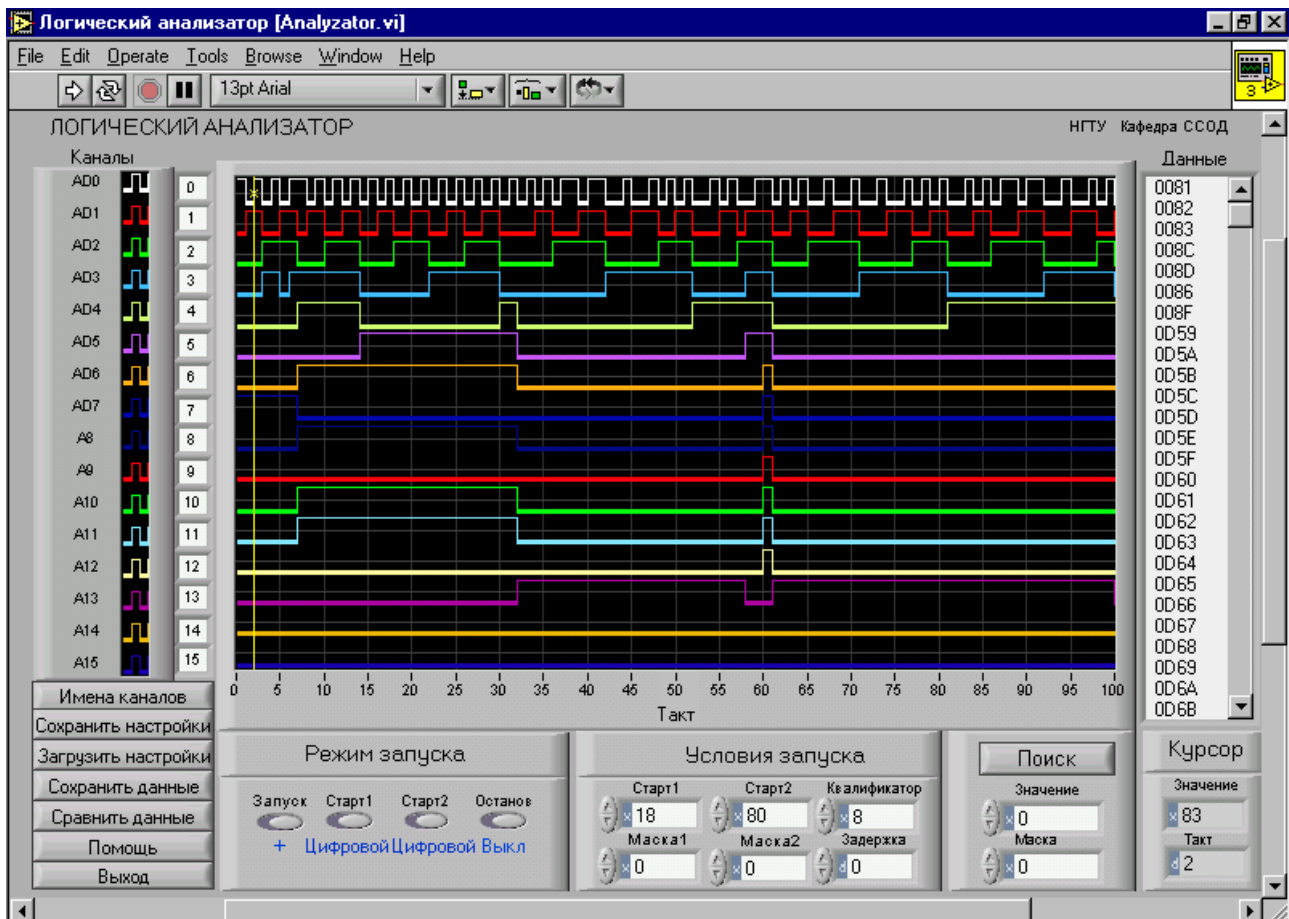 Логический анализатор [Analyzator.vi]
File Edit Operate Tools Browse Window Help
13pt Arial
3
ЛОГИЧЕСКИЙ АНАЛИЗАТОР
НГТУ Кафедра ССОД
Каналы
Данные
AD0 0
AD1 1
AD2 2
AD3 3
AD4 4
AD5 5
AD6 6
AD7 7
A8 8
A9 9
A10 10
A11 11
A12 12
A13 13
A14 14
A15 15
0081
0082
0083
008C
008D
0086
008F
0D59
0D5A
0D5B
0D5C
0D5D
0D5E
0D5F
0D60
0D61
0D62
0D63
0D64
0D65
0D66
0D67
0D68
0D69
0D6A
0D6B
0 5 10 15 20 25 30 35 40 45 50 55 60 65 70 75 80 85 90 95 100
Такт
Имена каналов
Сохранить настройки
Загрузить настройки
Сохранить данные
Сравнить данные
Помощь
Выход
Режим запуска
Запуск Старт1 Старт2 Останов
+ Цифровой Цифровой Выкл
Условия запуска
Старт1 Старт2 Квалификатор
x 18 x 80 x 8
Маска1 Маска2 Задержка
x 0 x 0 d 0
Поиск
Значение
x 0
Маска
x 0
Курсор
Значение
x 83
Такт
d 2